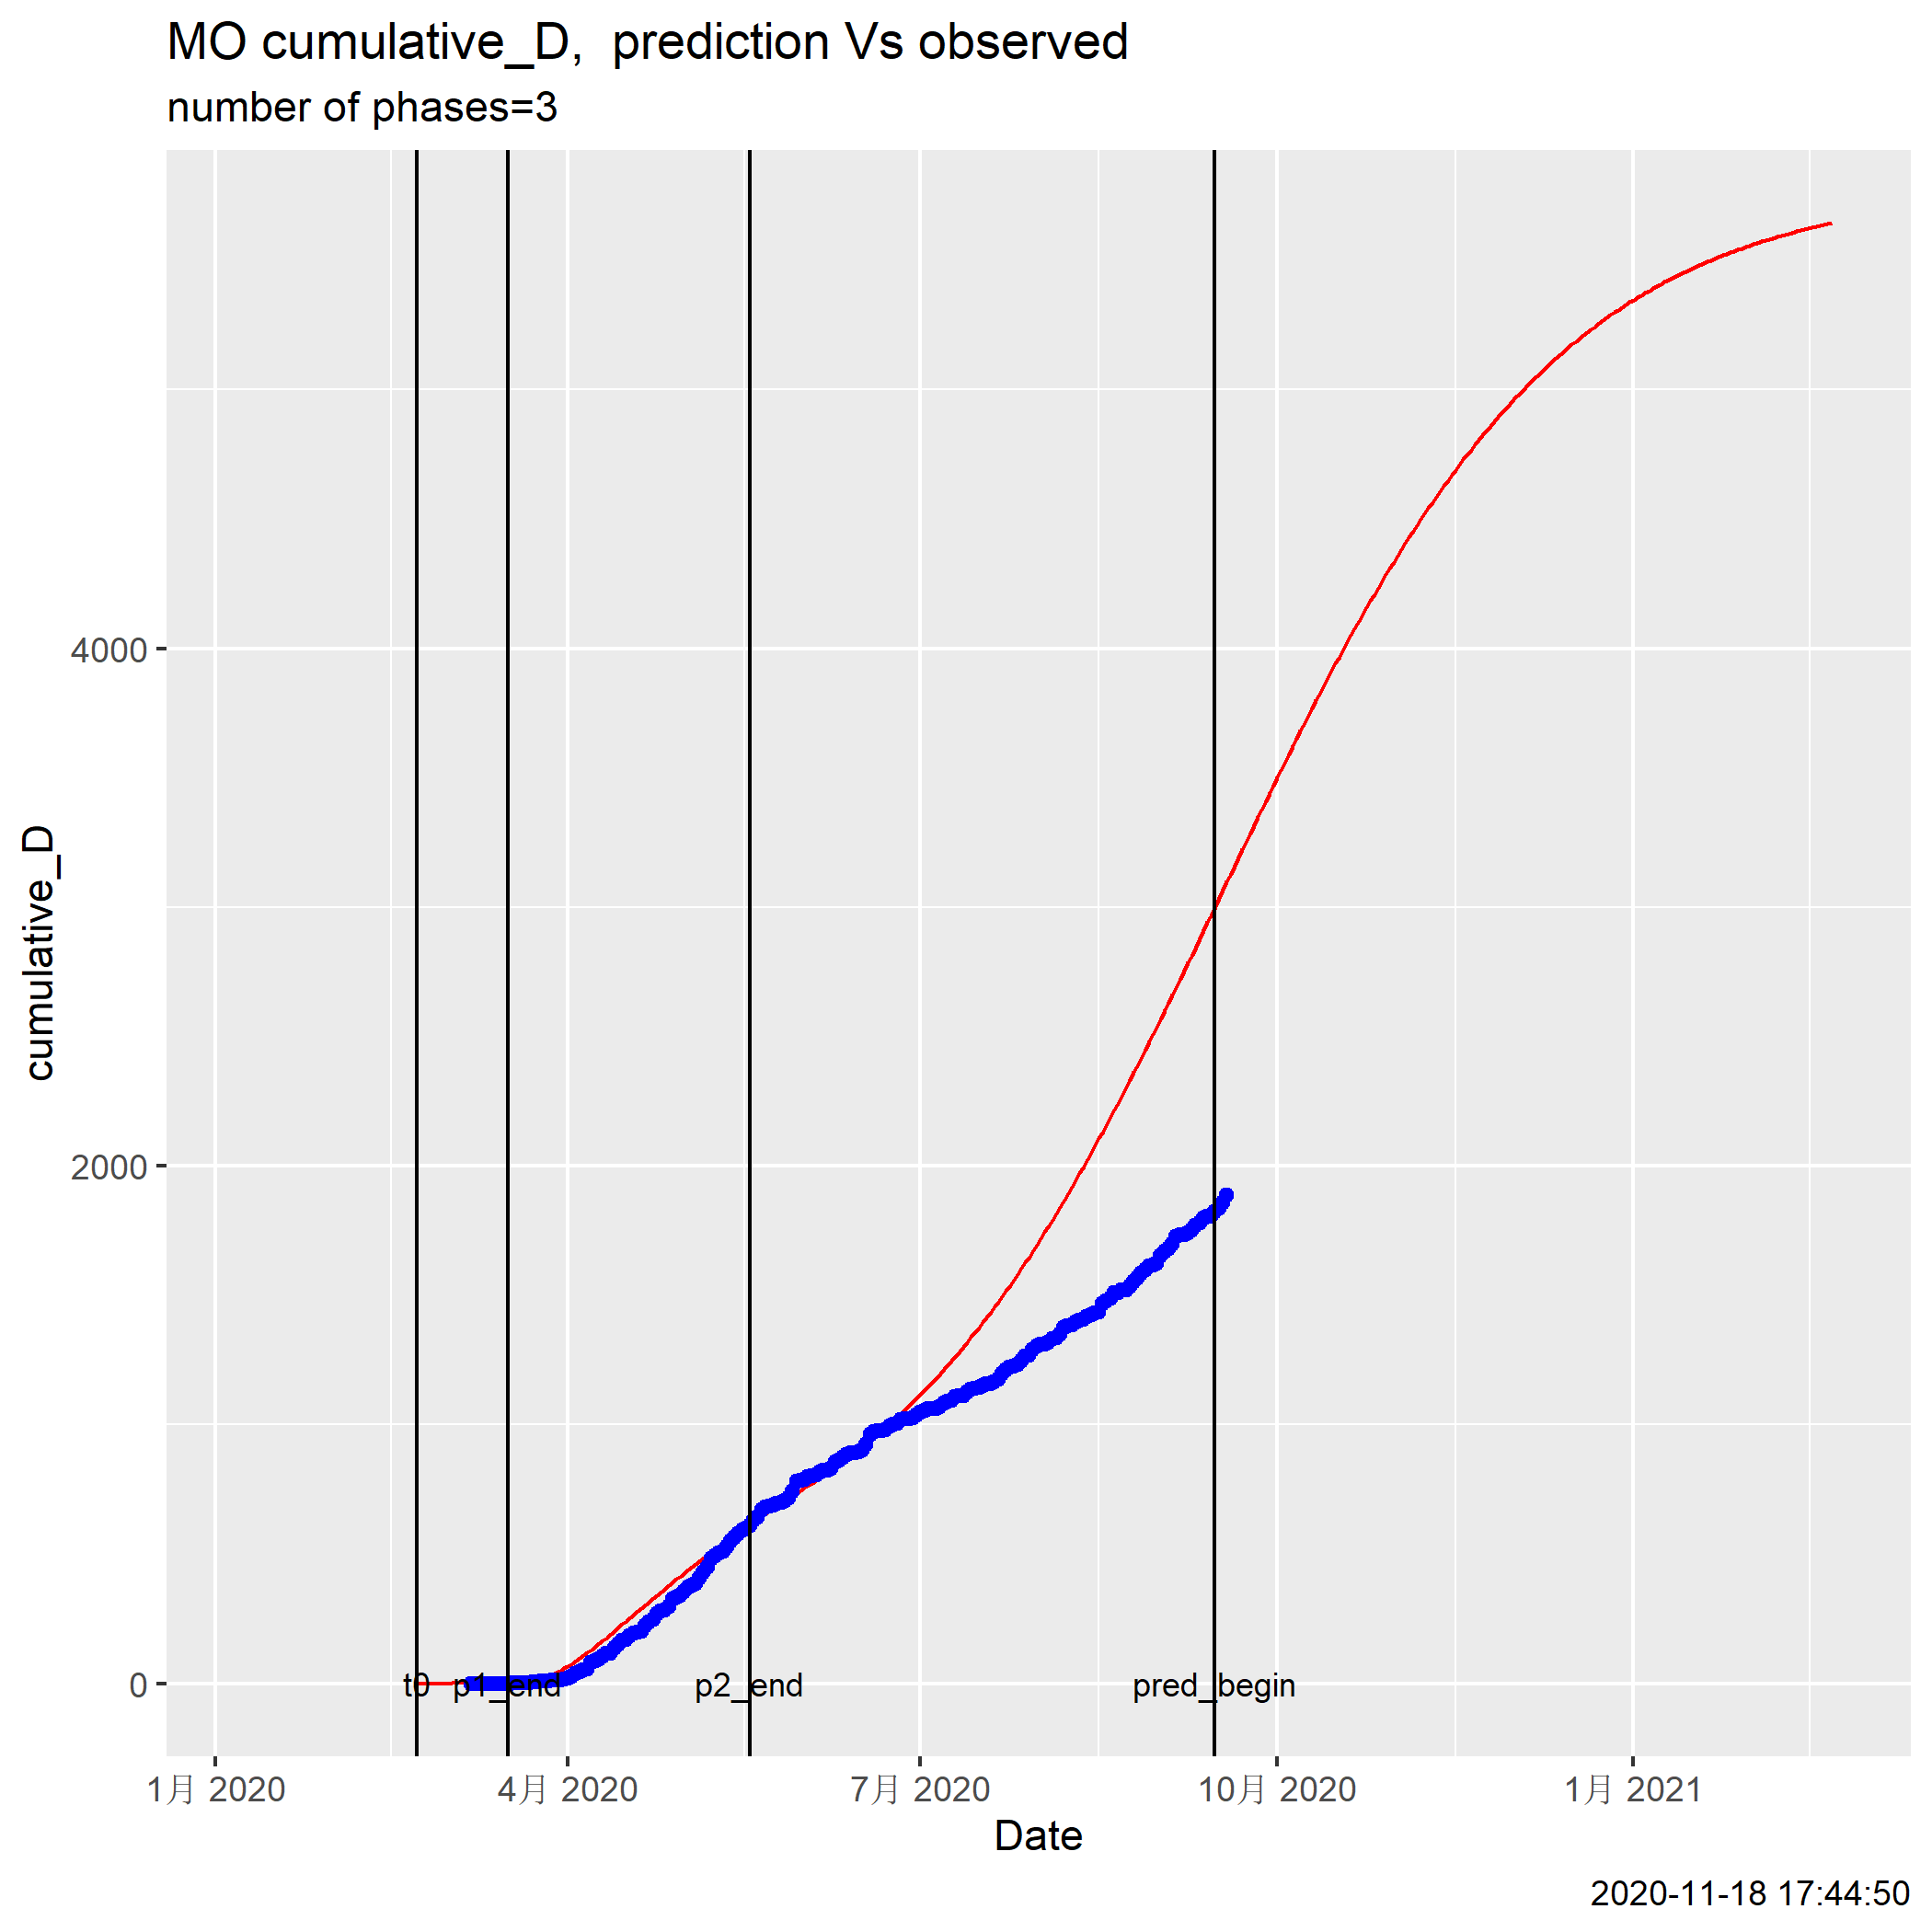 MO cumulative_D,  prediction Vs observed
number of phases=3
cumulative_D
4000
2000
0
t0
p1_end
p2_end
pred_begin
1月 2020
4月 2020
7月 2020
10月 2020
1月 2021
Date
2020-11-18 17:44:50